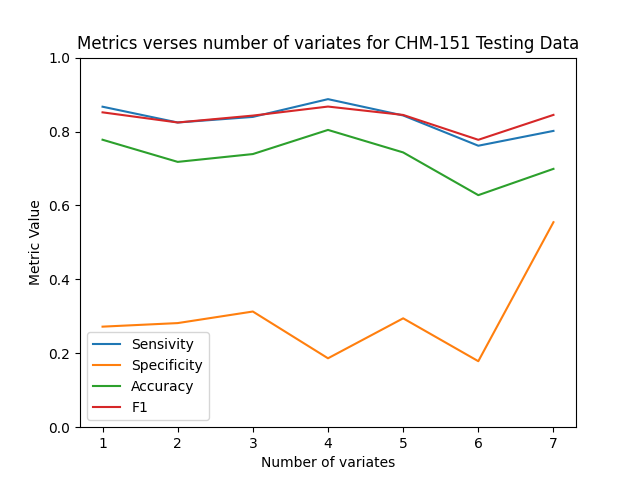 Metrics verses number of variates for CHM-151 Testing Data
1.0
0.8
0.6
0.4
0.2
0.0
Metric Value
Sensivity
Specificity
Accuracy
F1
1 2 3 4 5 6 7
Number of variates